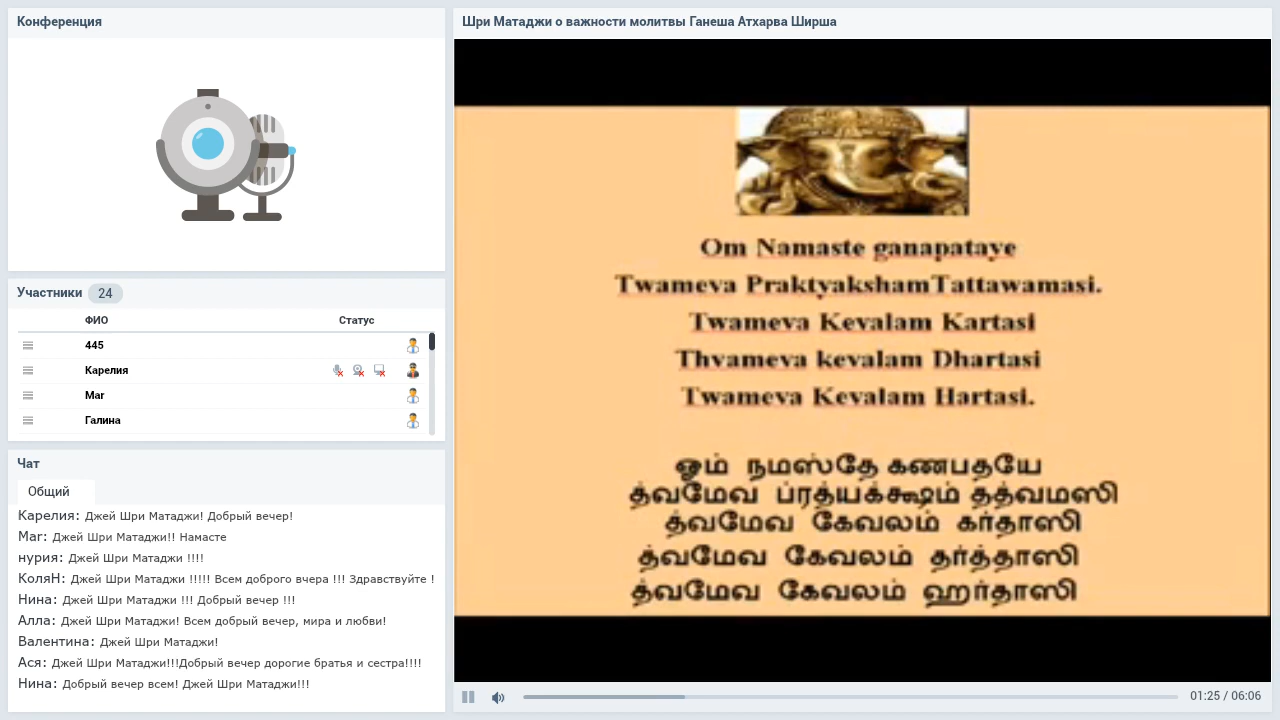 Конференция
Участники 24
ФИО Статус
445
Карелия
Mar
Галина
Чат
Общий
Карелия: Джей Шри Матаджи! Добрый вечер!
Mar: Джей Шри Матаджи!! Намасте
нурия: Джей Шри Матаджи !!!!
КоляН: Джей Шри Матаджи !!!!! Всем доброго вчера !!! Здравствуйте !
Нина: Джей Шри Матаджи !!! Добрый вечер !!!
Алла: Джей Шри Матаджи! Всем добрый вечер, мира и любви!
Валентина: Джей Шри Матаджи!
Ася: Джей Шри Матаджи!!!Добрый вечер дорогие братья и сестра!!!!
Нина: Добрый вечер всем! Джей Шри Матаджи!!!
Шри Матаджи о важности молитвы Ганеша Атхарва Ширша
Om Namaste ganapataye
Twameva PraktyakshamTattawamasi.
Twameva Kevalam Kartasi
Thvameva kevalam Dhartasi
Twameva Kevalam Hartasi.
ஓம் நமஸ்தே கணபதயே
த்வமேவ ப்ரத்யக்க்ஷம் தத்வமஸி
த்வமேவ கேவலம் கர்தாஸி
த்வமேவ கேவலம் தர்த்தாஸி
த்வமேவ கேவலம் ஹர்தாஸி
01:25 / 06:06